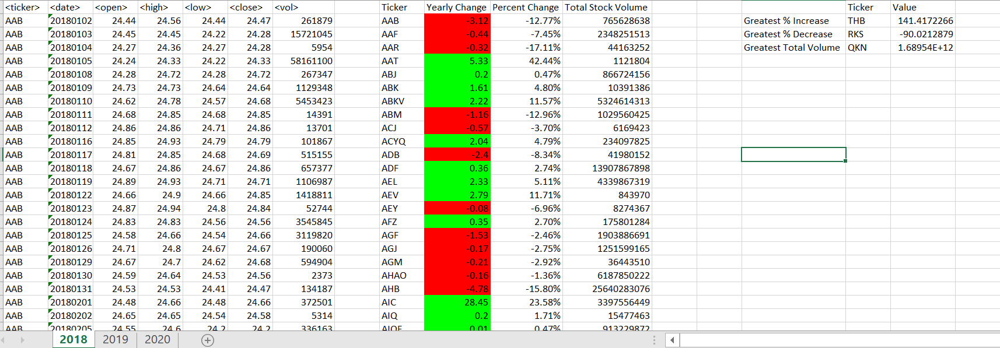 <ticker> <date> <open> <high> <low> <close> <vol> Ticker Yearly Change Percent Change Total Stock Volume Ticker Value
AAB 20180102 24.44 24.56 24.44 24.47 261879 AAB -3.12 -12.77% 765628638 Greatest % Increase THB 141.4172266
AAB 20180103 24.45 24.45 24.22 24.28 15721045 AAF -0.44 -7.45% 2348251513 Greatest % Decrease RKS -90.0212879
AAB 20180104 24.27 24.36 24.27 24.28 5954 AAR -0.32 -17.11% 44163252 Greatest Total Volume QKN 1.68954E+12
AAB 20180105 24.24 24.33 24.22 24.33 58161100 AAT 5.33 42.44% 1121804
AAB 20180108 24.28 24.72 24.28 24.72 267347 ABJ 0.2 0.47% 866724156
AAB 20180109 24.73 24.73 24.64 24.64 1129348 ABK 1.61 4.80% 10391386
AAB 20180110 24.62 24.78 24.57 24.68 5453423 ABKV 2.22 11.57% 5324614313
AAB 20180111 24.68 24.85 24.68 24.85 14391 ABM -1.16 -12.96% 1029560425
AAB 20180112 24.86 24.86 24.71 24.86 13701 ACJ -0.57 -3.70% 6169423
AAB 20180116 24.85 24.93 24.79 24.79 101867 ACYQ 2.04 4.79% 234097825
AAB 20180117 24.81 24.85 24.68 24.69 515155 ADB -2.4 -8.34% 41980152
AAB 20180118 24.67 24.86 24.67 24.86 657377 ADF 0.36 2.74% 13907867898
AAB 20180119 24.89 24.93 24.71 24.71 1106987 AEL 2.33 5.11% 4339867319
AAB 20180122 24.66 24.9 24.66 24.85 1418811 AEV 2.79 11.71% 843970
AAB 20180123 24.87 24.94 24.8 24.84 52744 AEY -0.08 -6.96% 8274367
AAB 20180124 24.83 24.83 24.56 24.56 3545845 AFZ 0.35 2.70% 175801284
AAB 20180125 24.58 24.66 24.54 24.66 3119820 AGF -1.53 -2.46% 1903886691
AAB 20180126 24.71 24.8 24.67 24.67 190060 AGJ -0.17 -2.75% 1251599165
AAB 20180129 24.67 24.7 24.62 24.68 594904 AGM -0.21 -2.92% 36443510
AAB 20180130 24.59 24.64 24.53 24.56 2373 AHAO -0.16 -1.36% 6187850222
AAB 20180131 24.53 24.53 24.41 24.47 134187 AHB -4.78 -15.80% 25640283076
AAB 20180201 24.48 24.66 24.48 24.66 372501 AIC 28.45 23.58% 3397556449
AAB 20180202 24.65 24.65 24.54 24.58 5314 AIQ 0.2 1.71% 15477463
AAB 20180205 24.55 24.6 24.2 24.2 336163 0.01 0.47% 913229872
2018 2019 2020